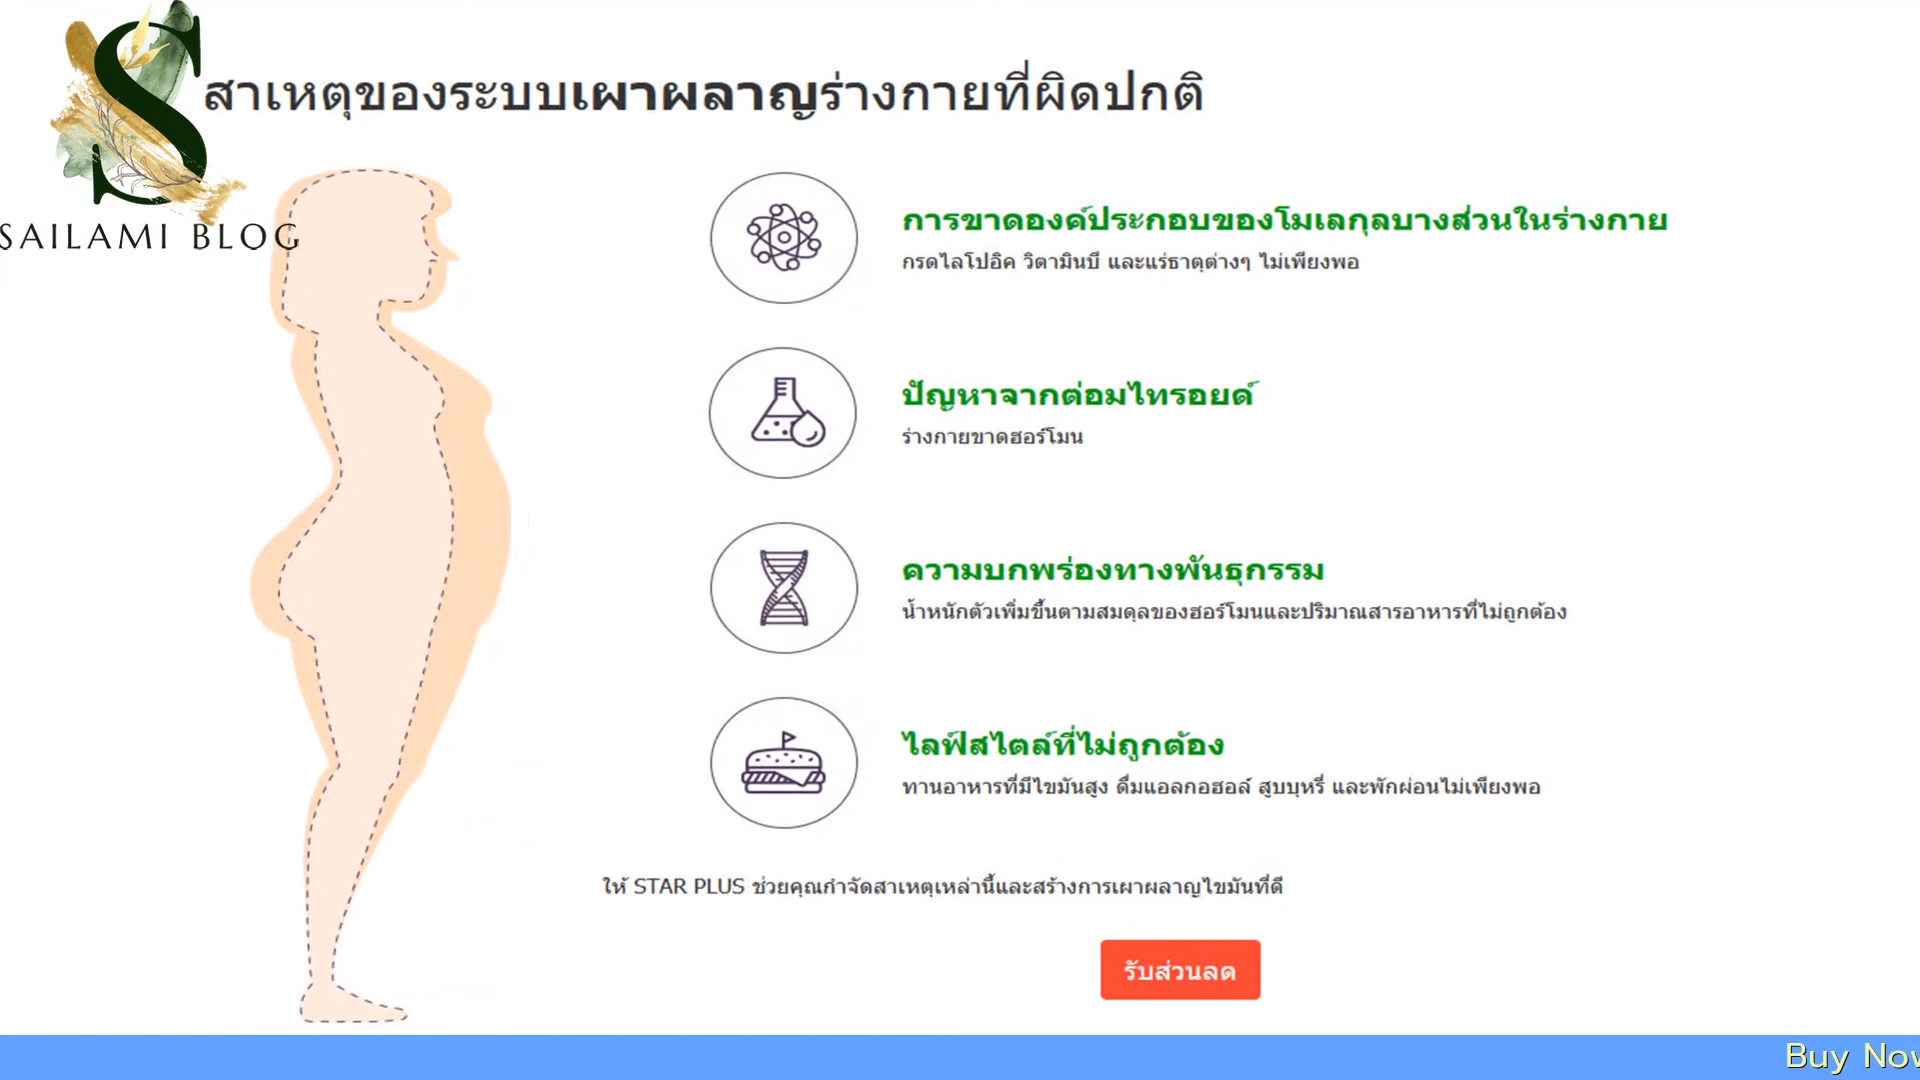 S
สาเหตุของระบบเผาผลาญร่างกายที่ผิดปกติ
SAILAMI BLOG
การขาดองค์ประกอบของโมเลกุลบางส่วนในร่างกาย
กรดไลโปอิค วิตามินบี และแร่ธาตุต่างๆ ไม่เพียงพอ
ปัญหาจากต่อมไทรอยด์
ร่างกายขาดฮอร์โมน
ความบกพร่องทางพันธุกรรม
น้ำหนักตัวเพิ่มขึ้นตามสมดุลของฮอร์โมนและปริมาณสารอาหารที่ไม่ถูกต้อง
ไลฟ์สไตล์ที่ไม่ถูกต้อง
ทานอาหารที่มีไขมันสูง ดื่มแอลกอฮอล์ สูบบุหรี่ และพักผ่อนไม่เพียงพอ
ให้ STAR PLUS ช่วยคุณกำจัดสาเหตุเหล่านี้และสร้างการเผาผลาญไขมันที่ดี
รับส่วนลด
Buy Now